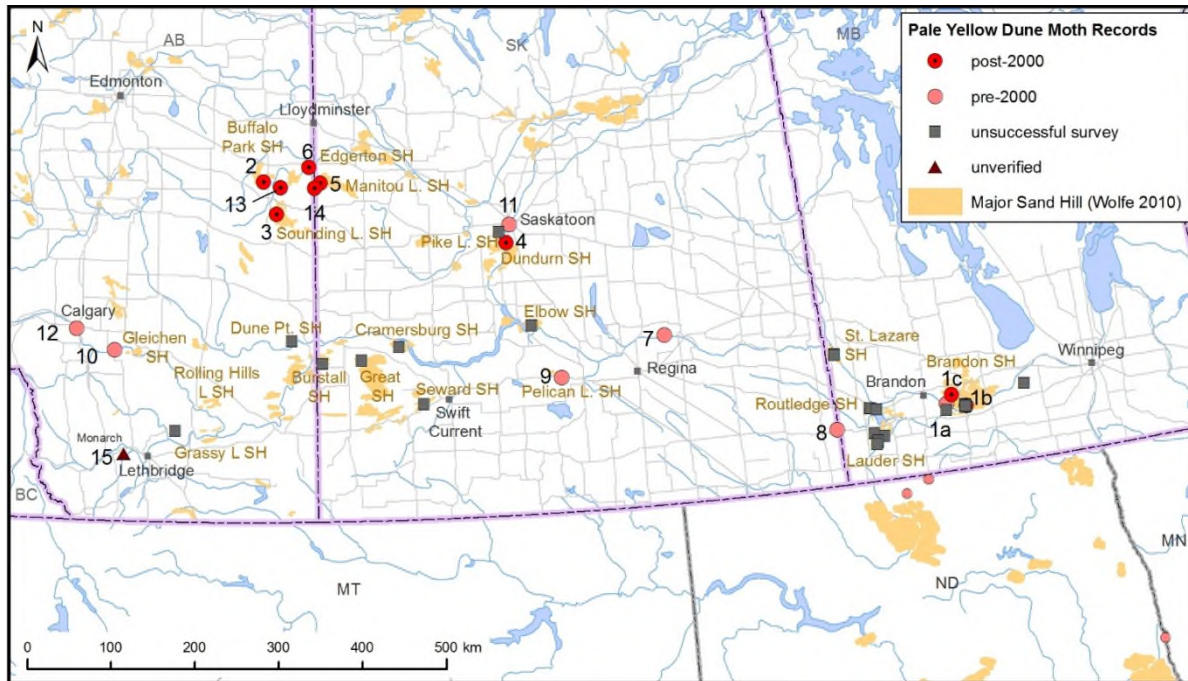 N
AB
SK
MB
Pale Yellow Dune Moth Records
post-2000
pre-2000
unsuccessful survey
unverified
Major Sand Hill (Wolfe 2010)
Edmonton
Lloydminster
Buffalo
Park SH
2
6
Edgerton SH
5
Manitou L. SH
13
14
3
Sounding L. SH
11
Saskatoon
Pike L. SH
4
Dundurn SH
Calgary
12
10
Gleichen
SH
Dune Pt. SH
Cramersburg SH
Elbow SH
7
St. Lazare
SH
Brandon SH
Winnipeg
Rolling Hills
L SH
Burstall
SH
Great
SH
Seward SH
Swift
Current
9
Pelican L. SH
Regina
Brandon
1c
1b
1a
Routledge SH
8
Lauder SH
Monarch
15
Lethbridge
Grassy L SH
BC
MT
ND
MN
0 100 200 300 400 500 km